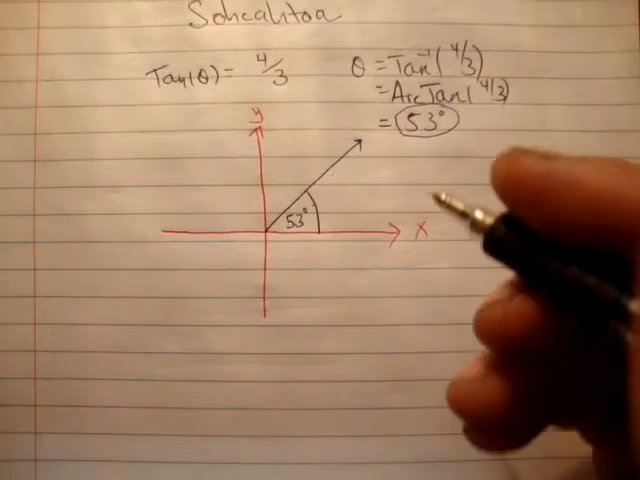 Sohcahtoa
Tan(θ) = 4/3
θ = Tan⁻¹(4/3)
= ArcTan(4/3)
= 53°
y
53°
x